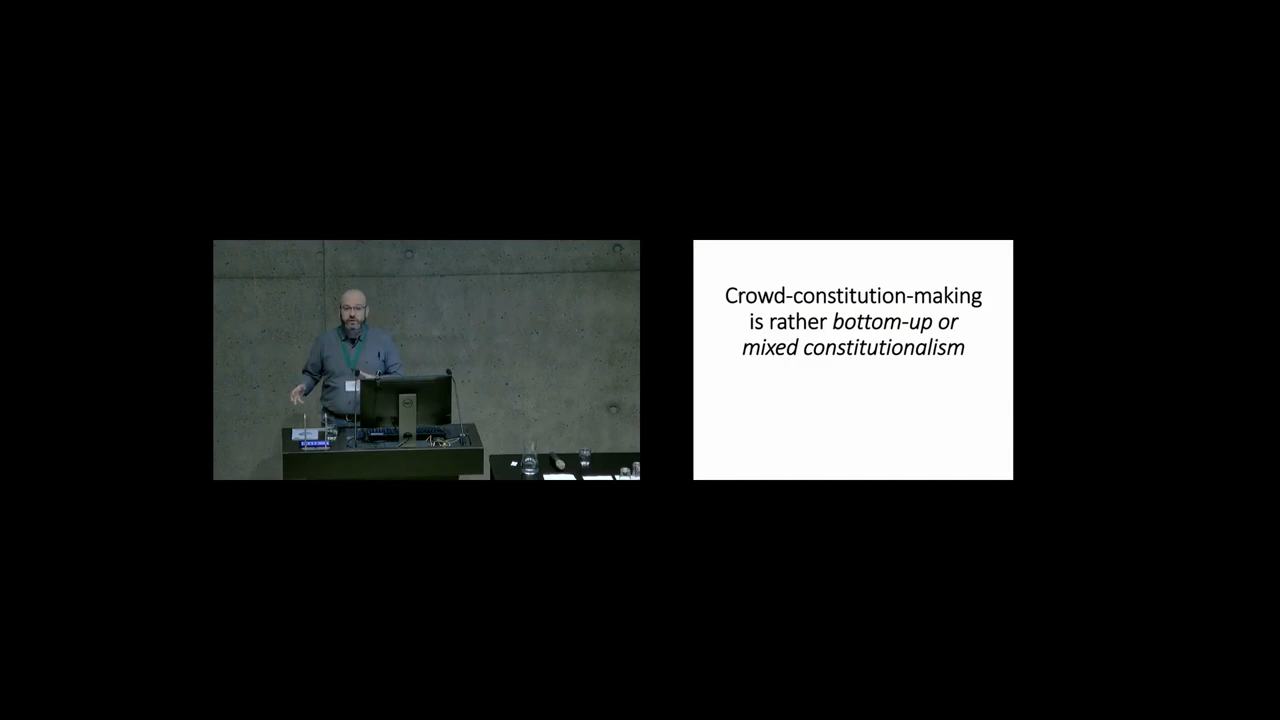 Crowd-constitution-making
is rather bottom-up or
mixed constitutionalism